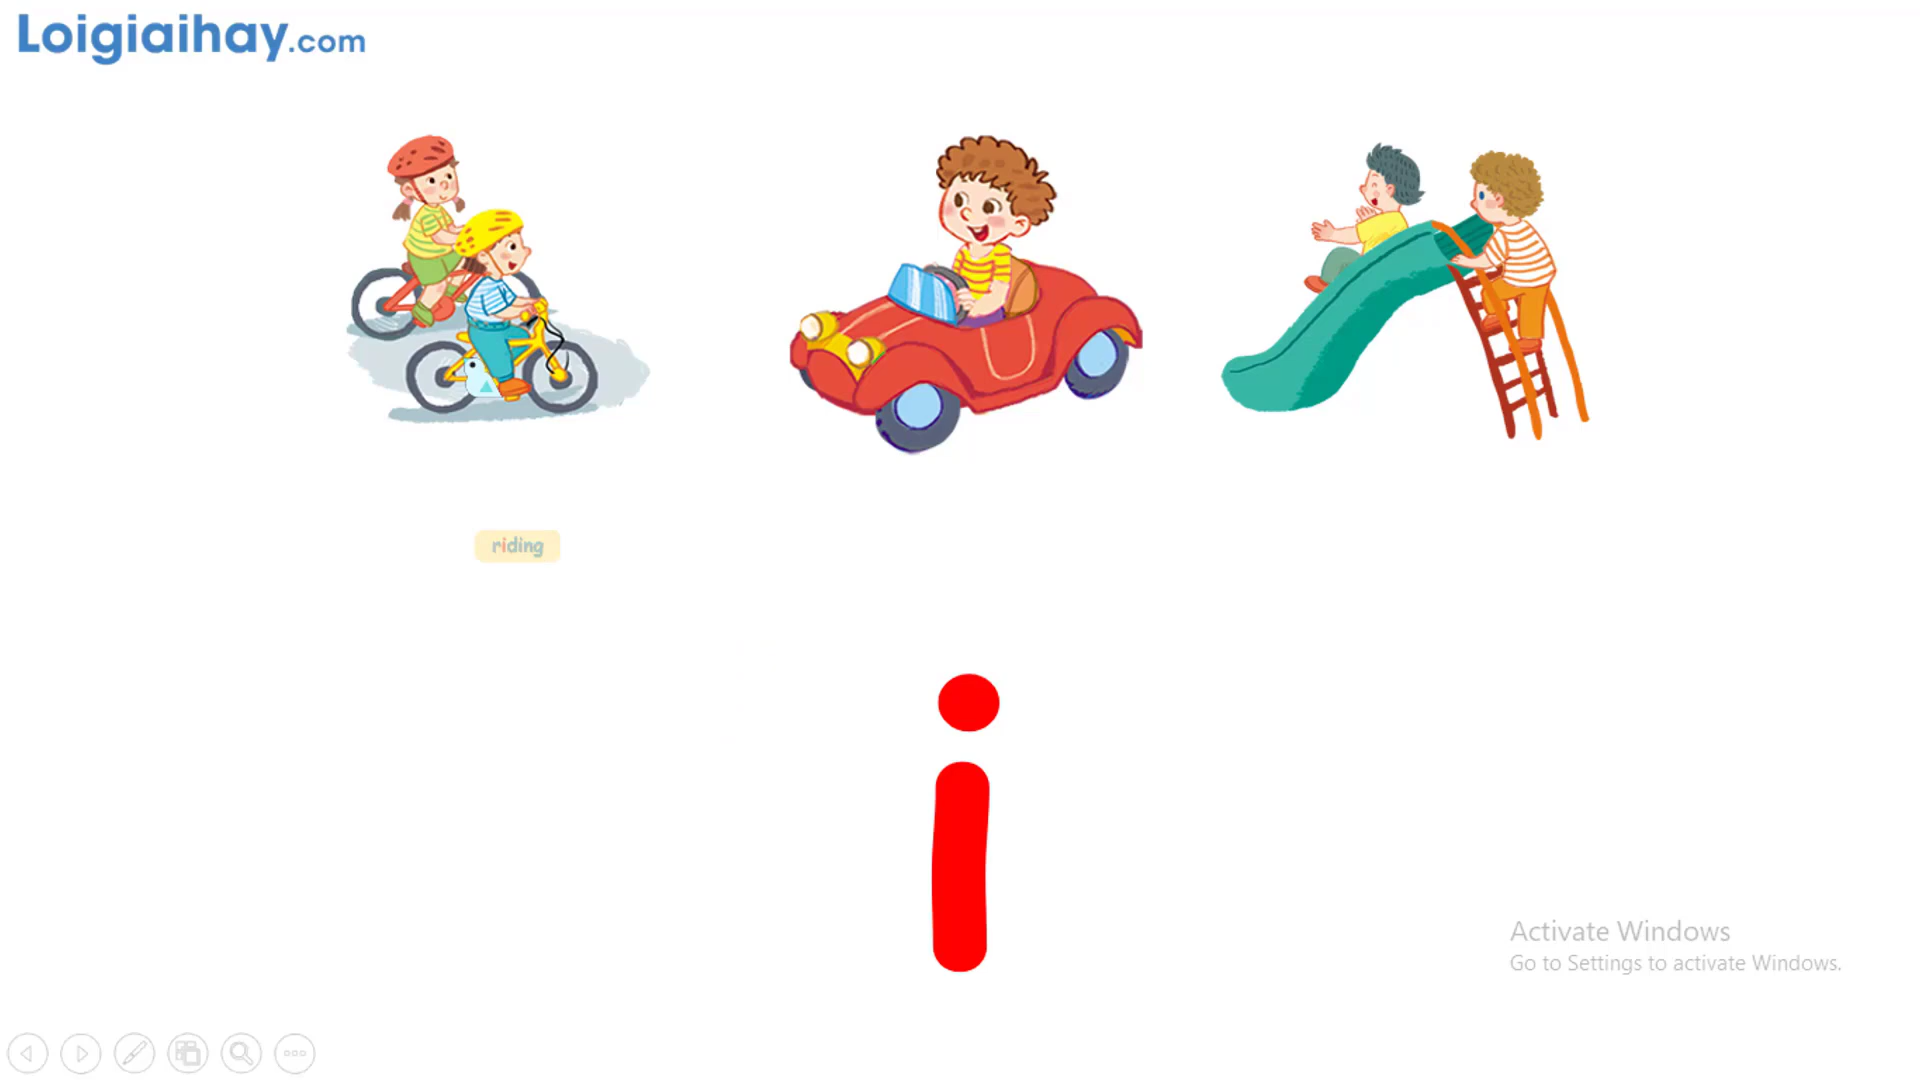 Loigiaihay.com
riding
i
Activate Windows
Go to Settings to activate Windows.